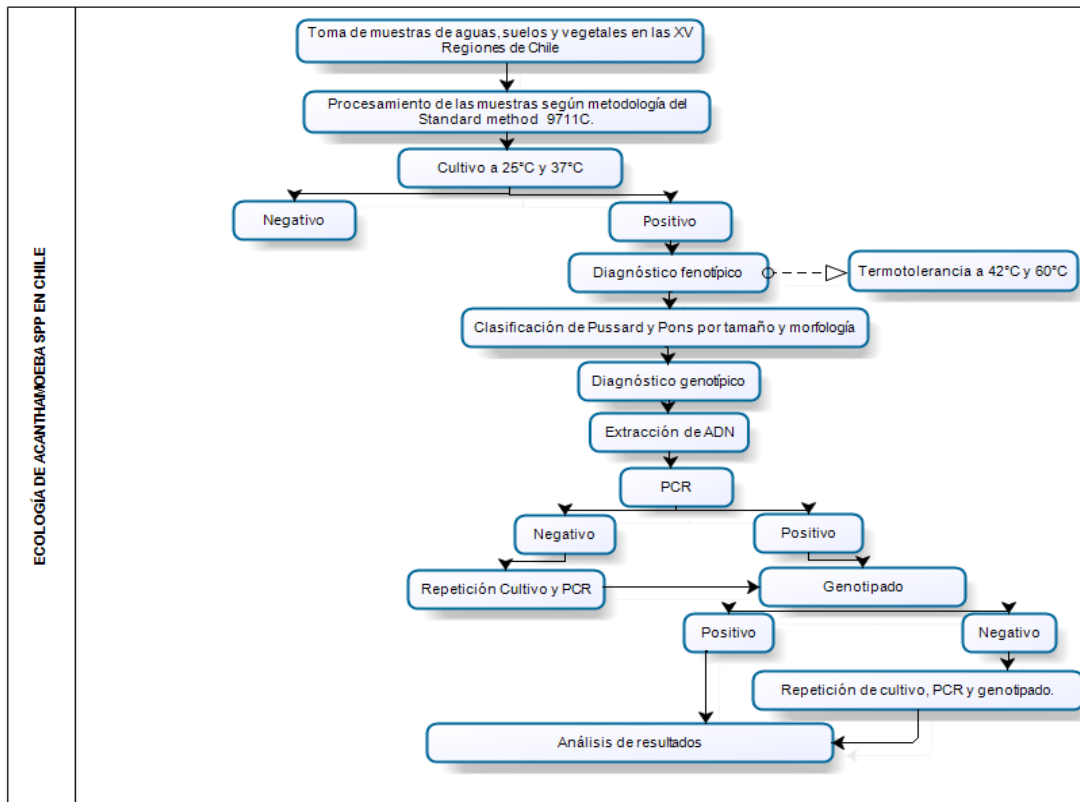 ECOLOGÍA DE ACANTHAMOEBA SPP EN CHILE
Toma de muestras de aguas, suelos y vegetales en las XV
Regiones de Chile
Procesamiento de las muestras según metodología del
Standard method 9711C.
Cultivo a 25°C y 37°C
Negativo
Positivo
Diagnóstico fenotípico
Termotolerancia a 42°C y 60°C
Clasificación de Pussard y Pons por tamaño y morfología
Diagnóstico genotípico
Extracción de ADN
PCR
Negativo
Positivo
Repetición Cultivo y PCR
Genotipado
Positivo
Negativo
Repetición de cultivo, PCR y genotipado.
Análisis de resultados